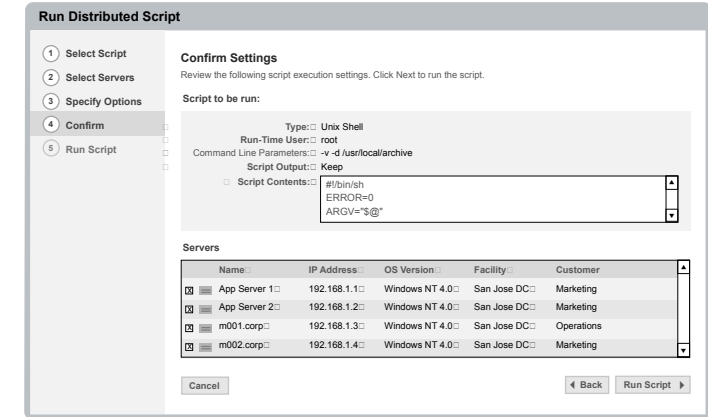 Run Distributed Script
1 Select Script
2 Select Servers
3 Specify Options
4 Confirm
5 Run Script
Confirm Settings
Review the following script execution settings. Click Next to run the script.
Script to be run:
Type: Unix Shell
Run-Time User: root
Command Line Parameters: -v -d /usr/local/archive
Script Output: Keep
Script Contents:
#!/bin/sh
ERROR=0
ARGV="$@"
Servers
Name IP Address OS Version Facility Customer
X App Server 1 192.168.1.1 Windows NT 4.0 San Jose DC Marketing
X App Server 2 192.168.1.2 Windows NT 4.0 San Jose DC Marketing
X m001.corp 192.168.1.3 Windows NT 4.0 San Jose DC Operations
X m002.corp 192.168.1.4 Windows NT 4.0 San Jose DC Marketing
Cancel Back Run Script